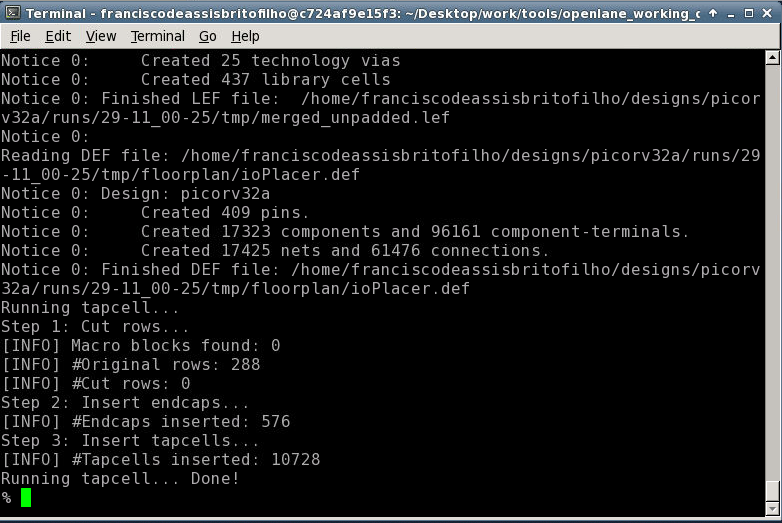 Terminal - franciscodeassisbritofilho@c724af9e15f3: ~/Desktop/work/tools/openlane_working_d
File Edit View Terminal Go Help
Notice 0:     Created 25 technology vias
Notice 0:     Created 437 library cells
Notice 0: Finished LEF file:  /home/franciscodeassisbritofilho/designs/picor
v32a/runs/29-11_00-25/tmp/merged_unpadded.lef
Notice 0:
Reading DEF file: /home/franciscodeassisbritofilho/designs/picorv32a/runs/29
-11_00-25/tmp/floorplan/ioPlacer.def
Notice 0: Design: picorv32a
Notice 0:     Created 409 pins.
Notice 0:     Created 17323 components and 96161 component-terminals.
Notice 0:     Created 17425 nets and 61476 connections.
Notice 0: Finished DEF file: /home/franciscodeassisbritofilho/designs/picorv
32a/runs/29-11_00-25/tmp/floorplan/ioPlacer.def
Running tapcell...
Step 1: Cut rows...
[INFO] Macro blocks found: 0
[INFO] #Original rows: 288
[INFO] #Cut rows: 0
Step 2: Insert endcaps...
[INFO] #Endcaps inserted: 576
Step 3: Insert tapcells...
[INFO] #Tapcells inserted: 10728
Running tapcell... Done!
%